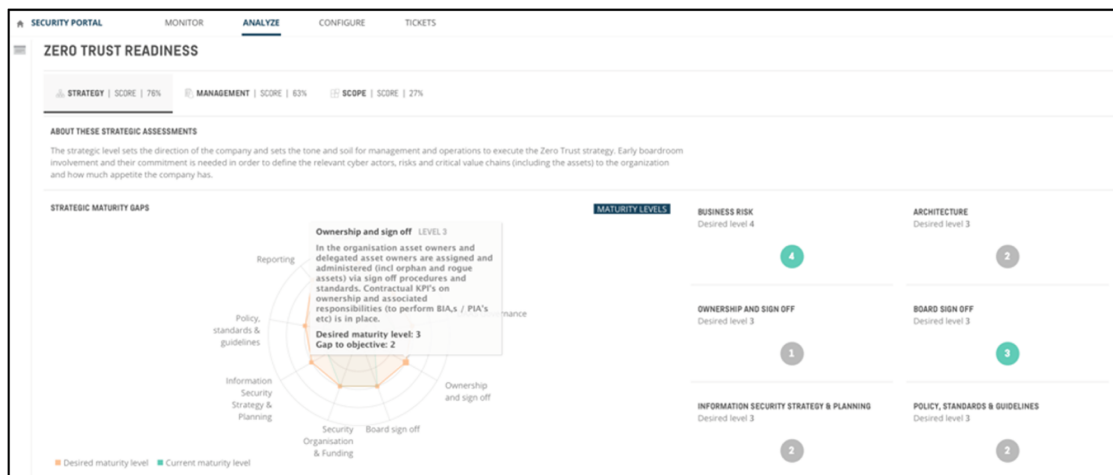 SECURITY PORTAL MONITOR ANALYZE CONFIGURE TICKETS
ZERO TRUST READINESS
STRATEGY | SCORE | 76% MANAGEMENT | SCORE | 63% SCOPE | SCORE | 27%
ABOUT THESE STRATEGIC ASSESSMENTS
The strategic level sets the direction of the company and sets the tone and soil for management and operations to execute the Zero Trust strategy. Early boardroom
involvement and their commitment is needed in order to define the relevant cyber actors, risks and critical value chains (including the assets) to the organization
and how much appetite the company has.
STRATEGIC MATURITY GAPS
MATURITY LEVELS
Ownership and sign off LEVEL 3
In the organisation asset owners and
delegated asset owners are assigned and
administered (incl orphan and rogue
assets) via sign off procedures and
standards. Contractual KPI's on
ownership and associated
responsibilities (to perform BIA,s / PIA's
etc) is in place.
Desired maturity level: 3
Gap to objective: 2
Reporting
Policy,
standards &
guidelines
Information
Security
Strategy &
Planning
Security
Organisation
& Funding
Board sign off
Ownership
and sign off
rnance
Desired maturity level Current maturity level
BUSINESS RISK
Desired level 4
4
ARCHITECTURE
Desired level 3
2
OWNERSHIP AND SIGN OFF
Desired level 3
1
BOARD SIGN OFF
Desired level 3
3
INFORMATION SECURITY STRATEGY & PLANNING
Desired level 3
2
POLICY, STANDARDS & GUIDELINES
Desired level 3
2